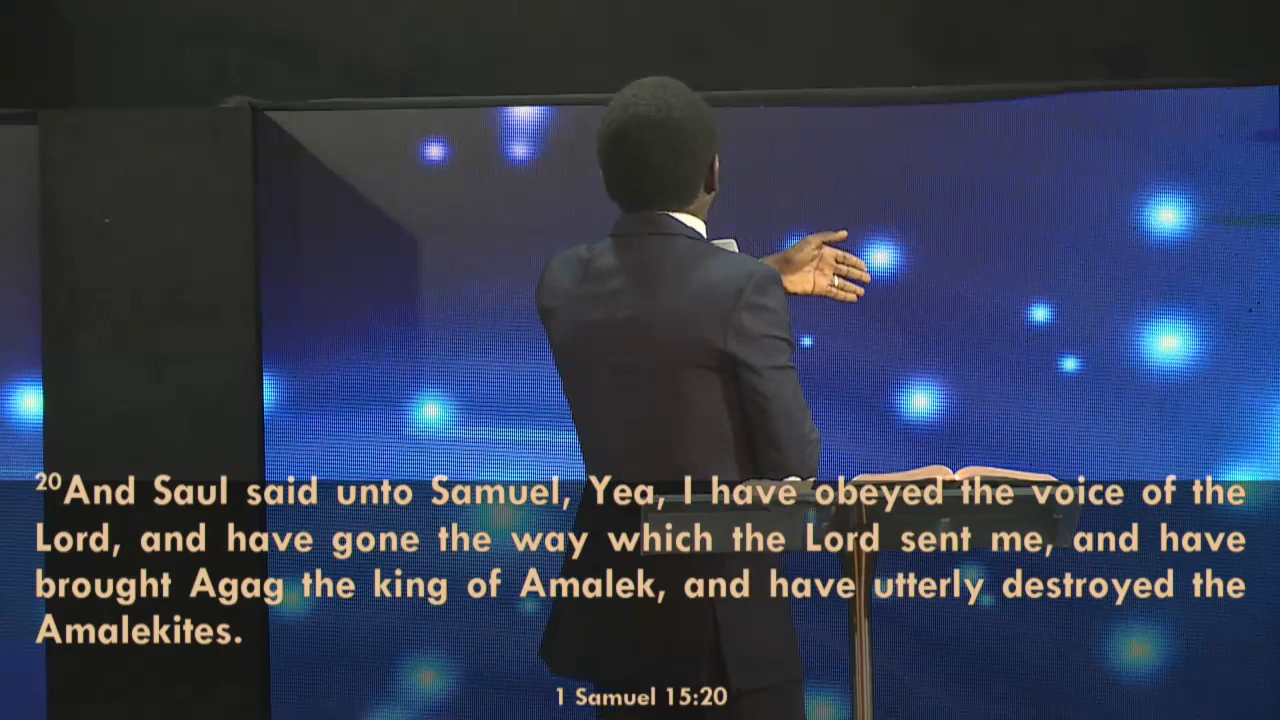 ²⁰And Saul said unto Samuel, Yea, I have obeyed the voice of the
Lord, and have gone the way which the Lord sent me, and have
brought Agag the king of Amalek, and have utterly destroyed the
Amalekites.
1 Samuel 15:20